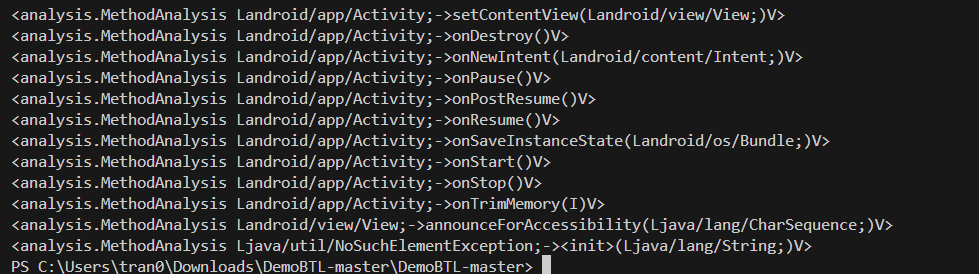 <analysis.MethodAnalysis Landroid/app/Activity;->setContentView(Landroid/view/View;)V>
<analysis.MethodAnalysis Landroid/app/Activity;->onDestroy()V>
<analysis.MethodAnalysis Landroid/app/Activity;->onNewIntent(Landroid/content/Intent;)V>
<analysis.MethodAnalysis Landroid/app/Activity;->onPause()V>
<analysis.MethodAnalysis Landroid/app/Activity;->onPostResume()V>
<analysis.MethodAnalysis Landroid/app/Activity;->onResume()V>
<analysis.MethodAnalysis Landroid/app/Activity;->onSaveInstanceState(Landroid/os/Bundle;)V>
<analysis.MethodAnalysis Landroid/app/Activity;->onStart()V>
<analysis.MethodAnalysis Landroid/app/Activity;->onStop()V>
<analysis.MethodAnalysis Landroid/app/Activity;->onTrimMemory(I)V>
<analysis.MethodAnalysis Landroid/view/View;->announceForAccessibility(Ljava/lang/CharSequence;)V>
<analysis.MethodAnalysis Ljava/util/NoSuchElementException;-><init>(Ljava/lang/String;)V>
PS C:\Users\tran0\Downloads\DemoBTL-master\DemoBTL-master>